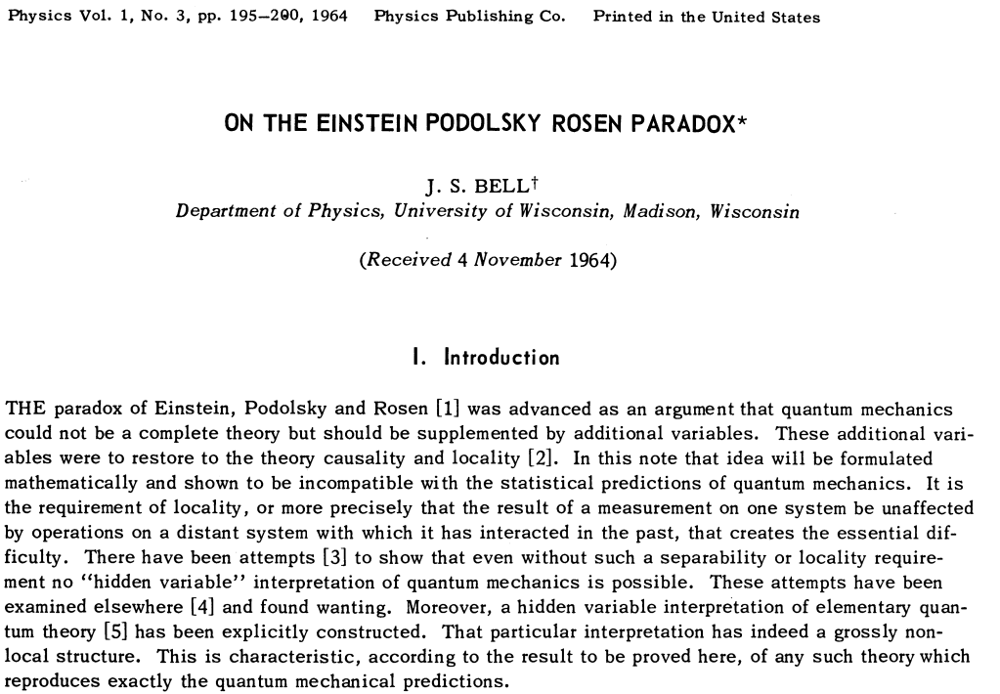 Physics Vol. 1, No. 3, pp. 195—200, 1964 Physics Publishing Co. Printed in the United States
ON THE EINSTEIN PODOLSKY ROSEN PARADOX*
J. S. BELL†
Department of Physics, University of Wisconsin, Madison, Wisconsin
(Received 4 November 1964)
I. Introduction
THE paradox of Einstein, Podolsky and Rosen [1] was advanced as an argument that quantum mechanics
could not be a complete theory but should be supplemented by additional variables. These additional vari-
ables were to restore to the theory causality and locality [2]. In this note that idea will be formulated
mathematically and shown to be incompatible with the statistical predictions of quantum mechanics. It is
the requirement of locality, or more precisely that the result of a measurement on one system be unaffected
by operations on a distant system with which it has interacted in the past, that creates the essential dif-
ficulty. There have been attempts [3] to show that even without such a separability or locality require-
ment no “hidden variable” interpretation of quantum mechanics is possible. These attempts have been
examined elsewhere [4] and found wanting. Moreover, a hidden variable interpretation of elementary quan-
tum theory [5] has been explicitly constructed. That particular interpretation has indeed a grossly non-
local structure. This is characteristic, according to the result to be proved here, of any such theory which
reproduces exactly the quantum mechanical predictions.